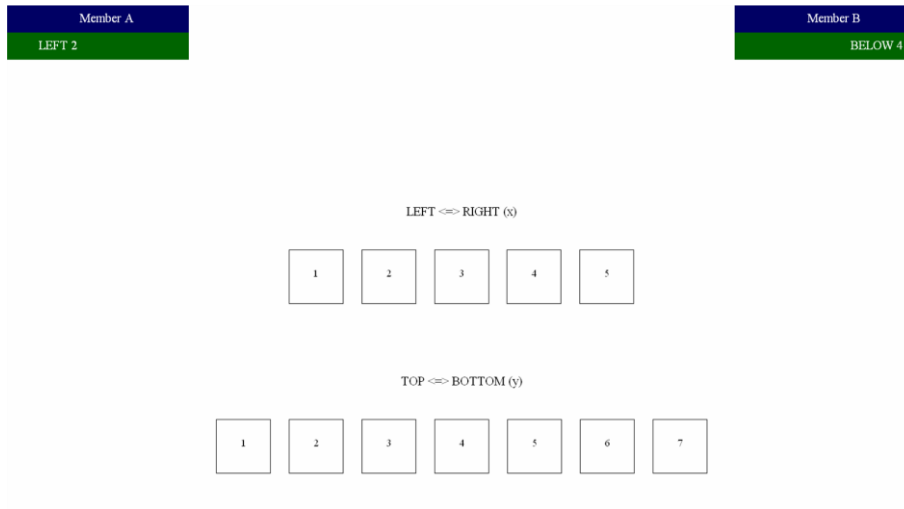 Member A
LEFT 2
Member B
BELOW 4
LEFT <=> RIGHT (x)
1 2 3 4 5
TOP <=> BOTTOM (y)
1 2 3 4 5 6 7